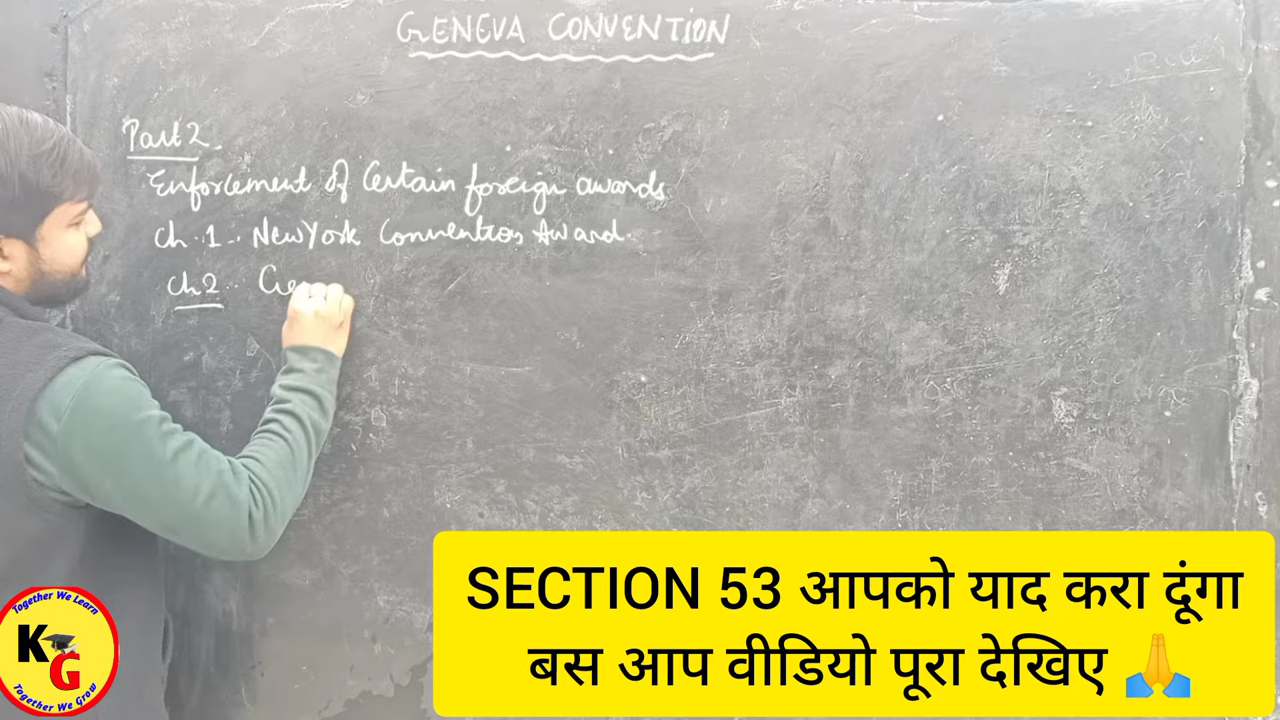 GENEVA CONVENTION
Part 2.
Enforcement of Certain foreign awards
Ch. 1.. New York Convention Award.
Ch 2.. Ge
SECTION 53 आपको याद करा दूंगा
बस आप वीडियो पूरा देखिए 🙏
Together We Learn
KG
Together We Grow